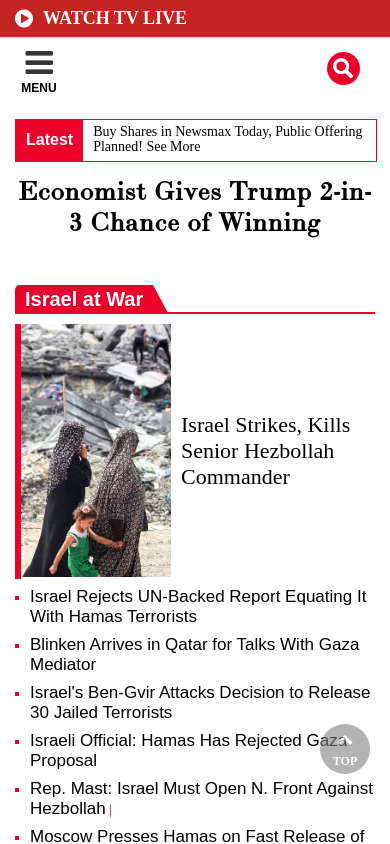 WATCH TV LIVE
MENU
Latest
Buy Shares in Newsmax Today, Public Offering
Planned! See More
Economist Gives Trump 2-in-
3 Chance of Winning
Israel at War
Israel Strikes, Kills
Senior Hezbollah
Commander
Israel Rejects UN-Backed Report Equating It
With Hamas Terrorists
Blinken Arrives in Qatar for Talks With Gaza
Mediator
Israel's Ben-Gvir Attacks Decision to Release
30 Jailed Terrorists
Israeli Official: Hamas Has Rejected Gaza
Proposal
TOP
Rep. Mast: Israel Must Open N. Front Against
Hezbollah |
Moscow Presses Hamas on Fast Release of